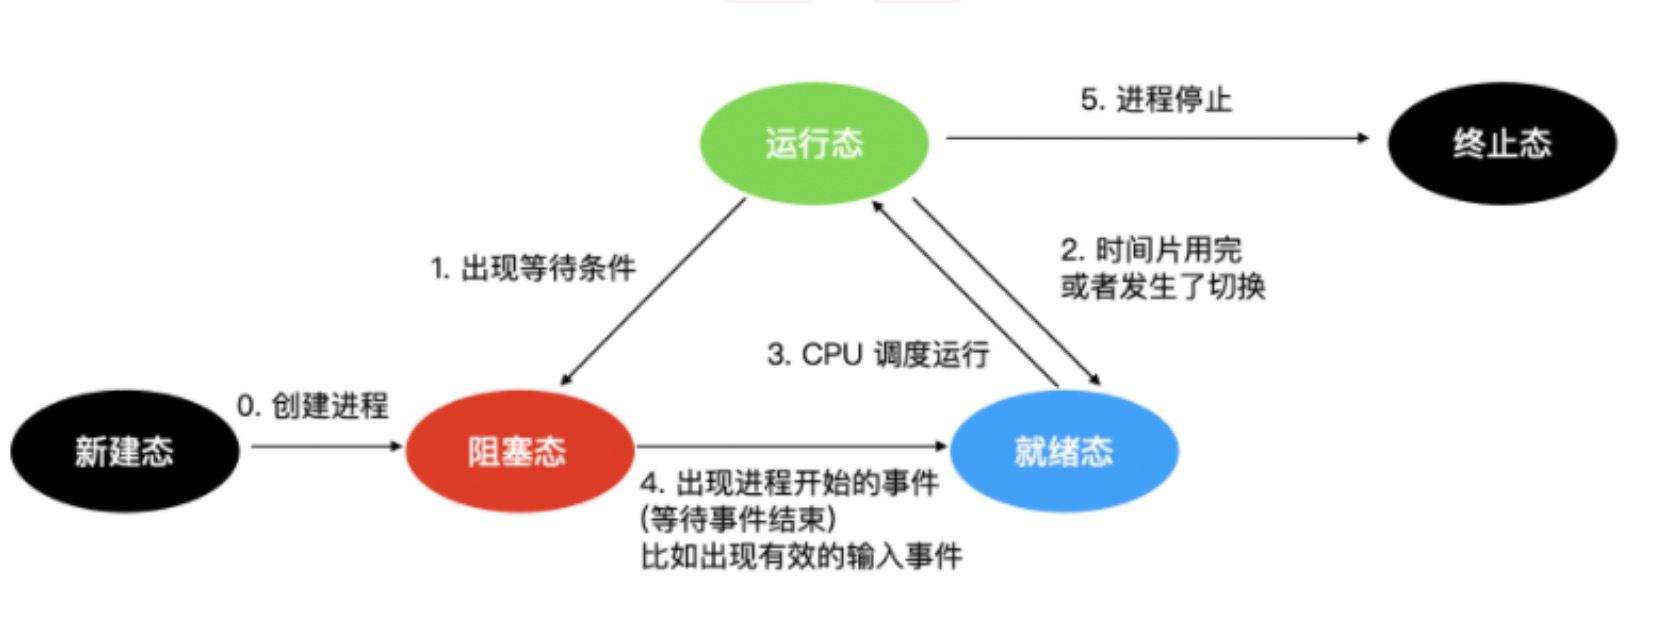 5. 进程停止
运行态
终止态
1. 出现等待条件
2. 时间片用完
或者发生了切换
3. CPU 调度运行
0. 创建进程
新建态
阻塞态
就绪态
4. 出现进程开始的事件
(等待事件结束)
比如出现有效的输入事件